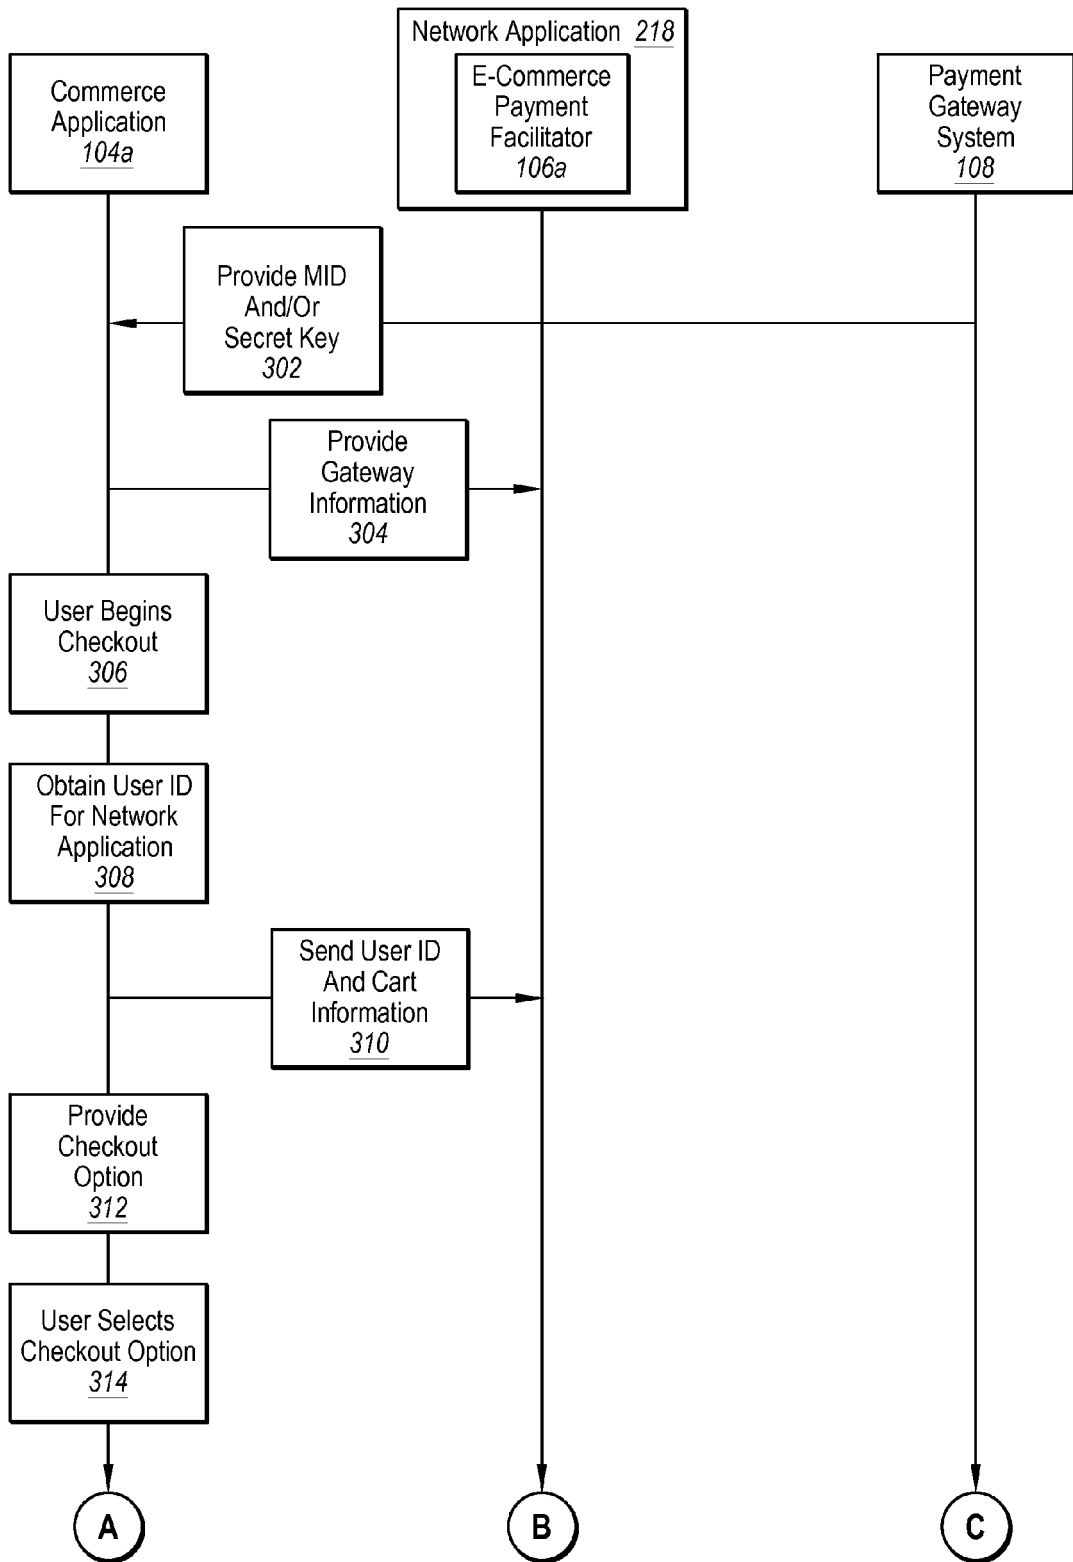 Network Application 218
Commerce
Application
104a
E-Commerce
Payment
Facilitator
106a
Payment
Gateway
System
108
Provide MID
And/Or
Secret Key
302
Provide
Gateway
Information
304
User Begins
Checkout
306
Obtain User ID
For Network
Application
308
Send User ID
And Cart
Information
310
Provide
Checkout
Option
312
User Selects
Checkout Option
314
A
B
C